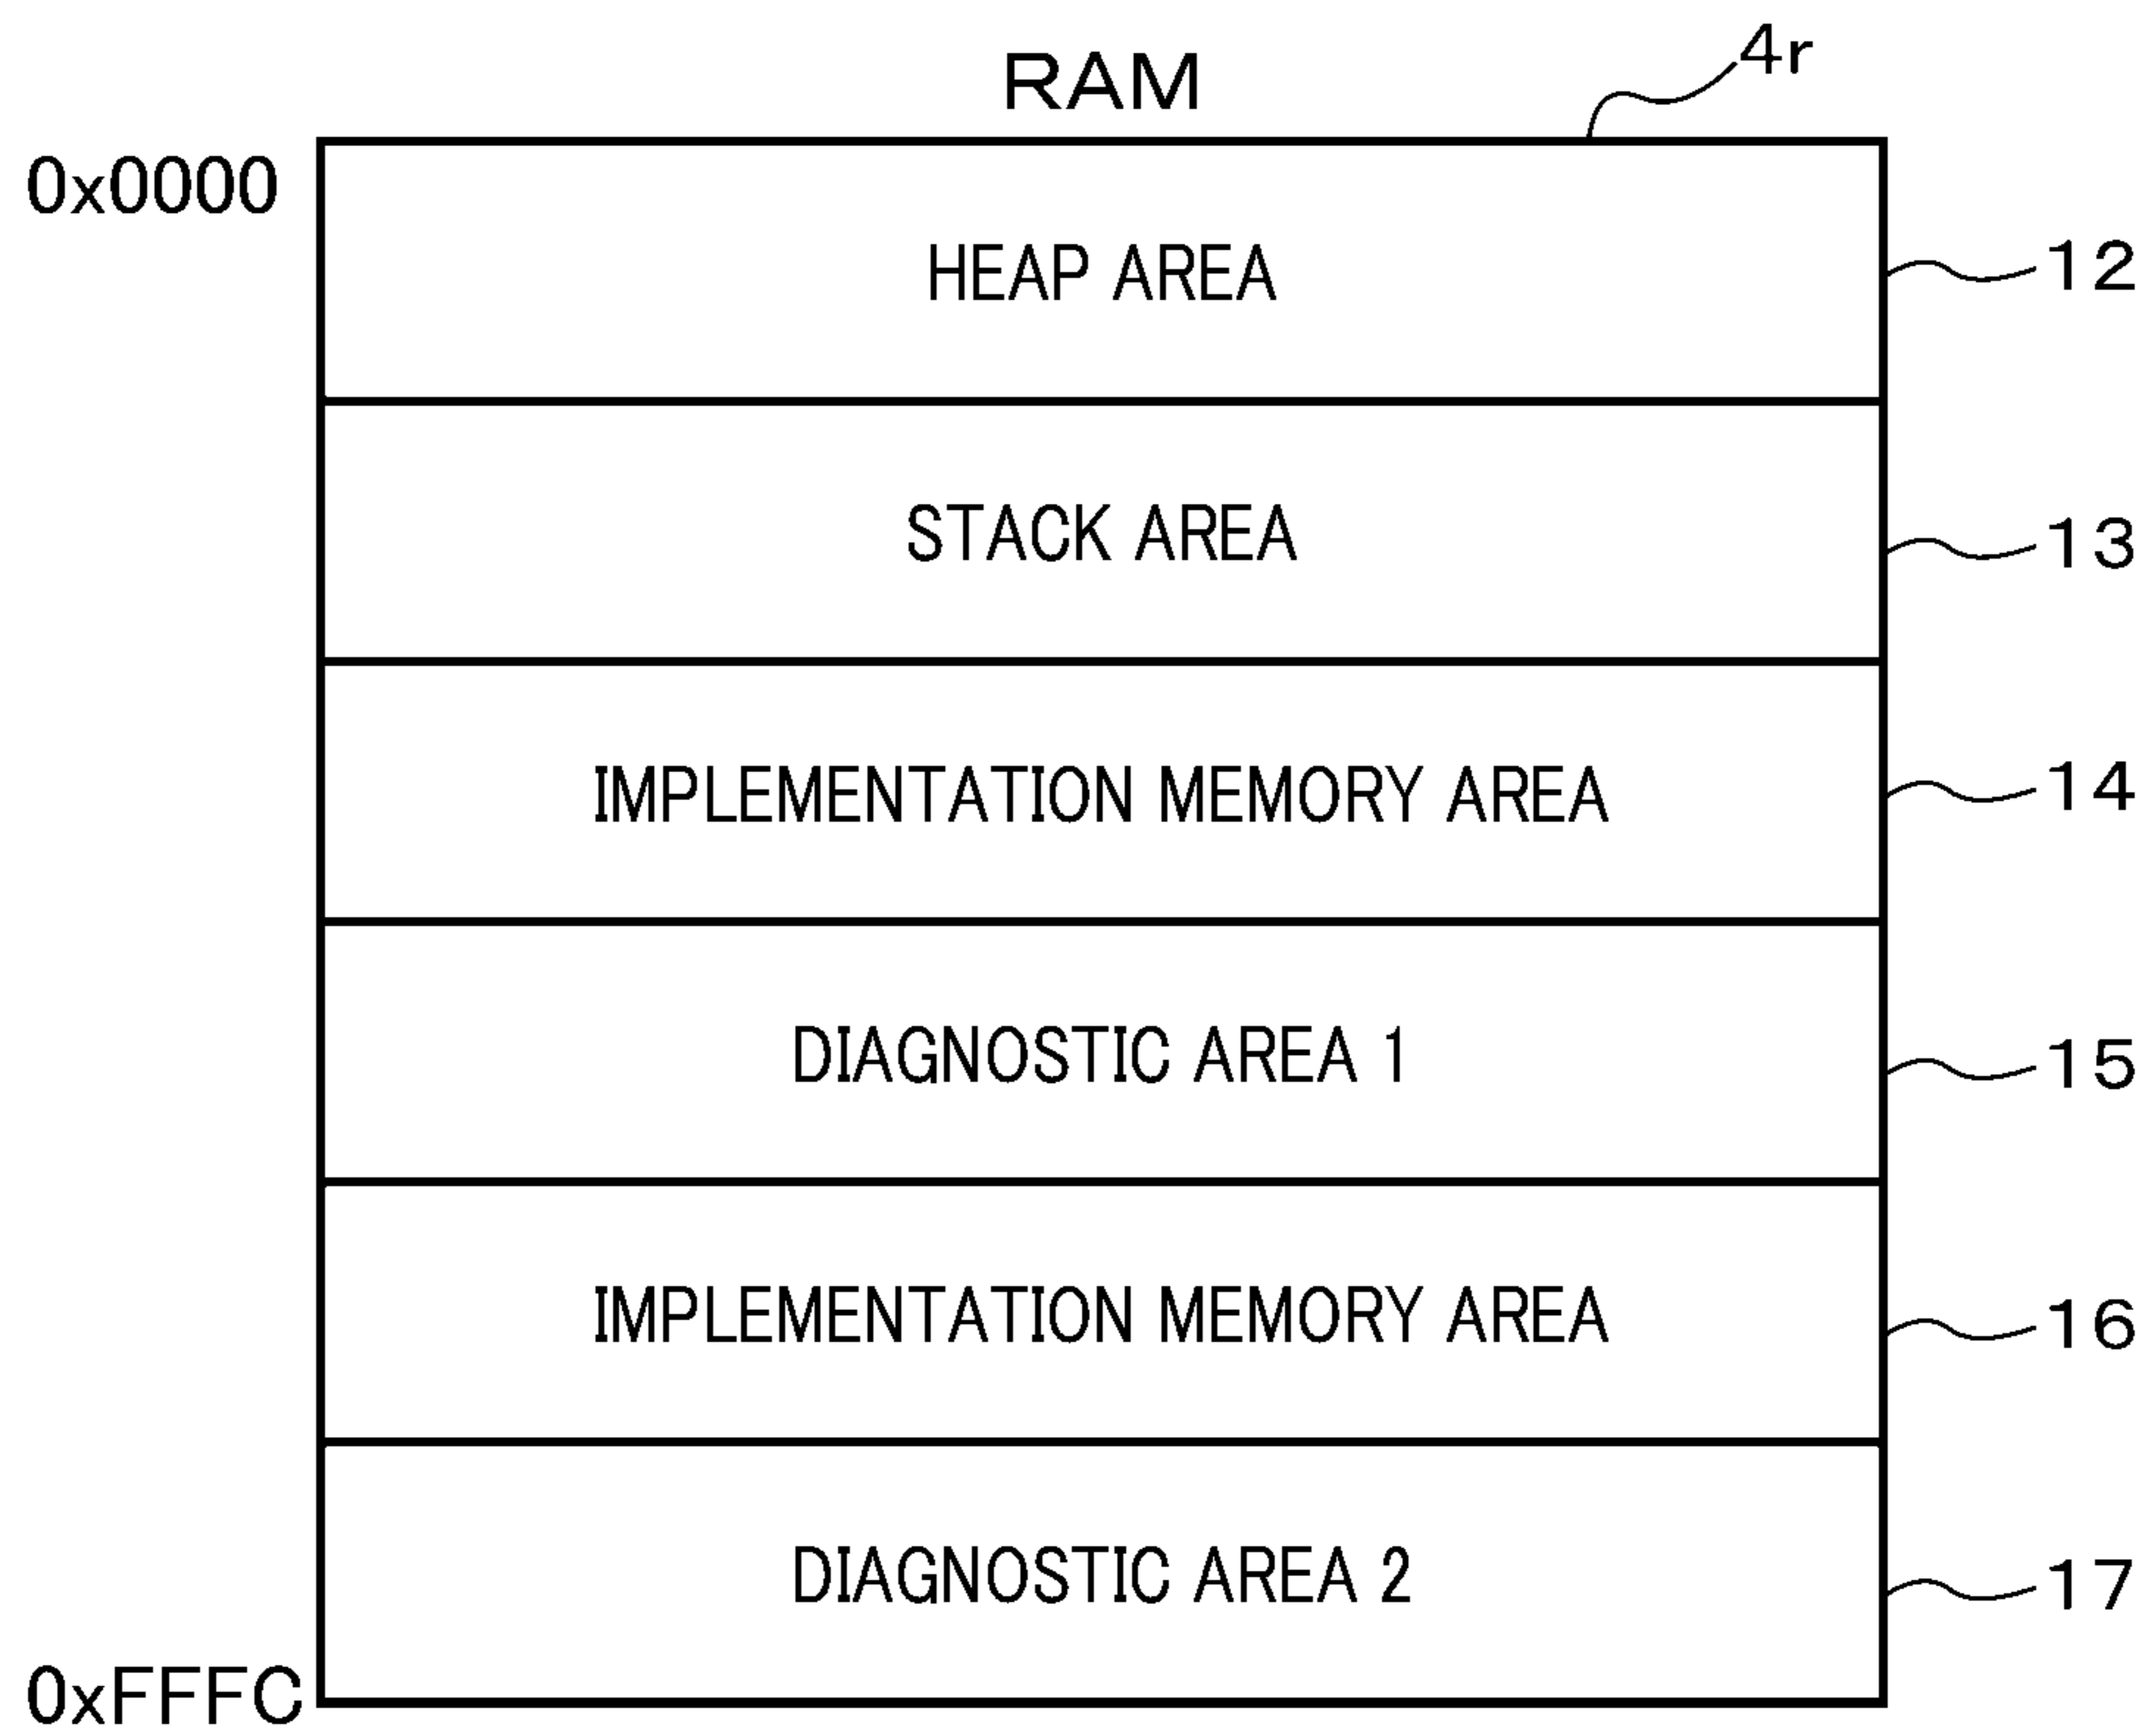 RAM
4r
0x0000
HEAP AREA
12
STACK AREA
13
IMPLEMENTATION MEMORY AREA
14
DIAGNOSTIC AREA 1
15
IMPLEMENTATION MEMORY AREA
16
DIAGNOSTIC AREA 2
17
0xFFFC